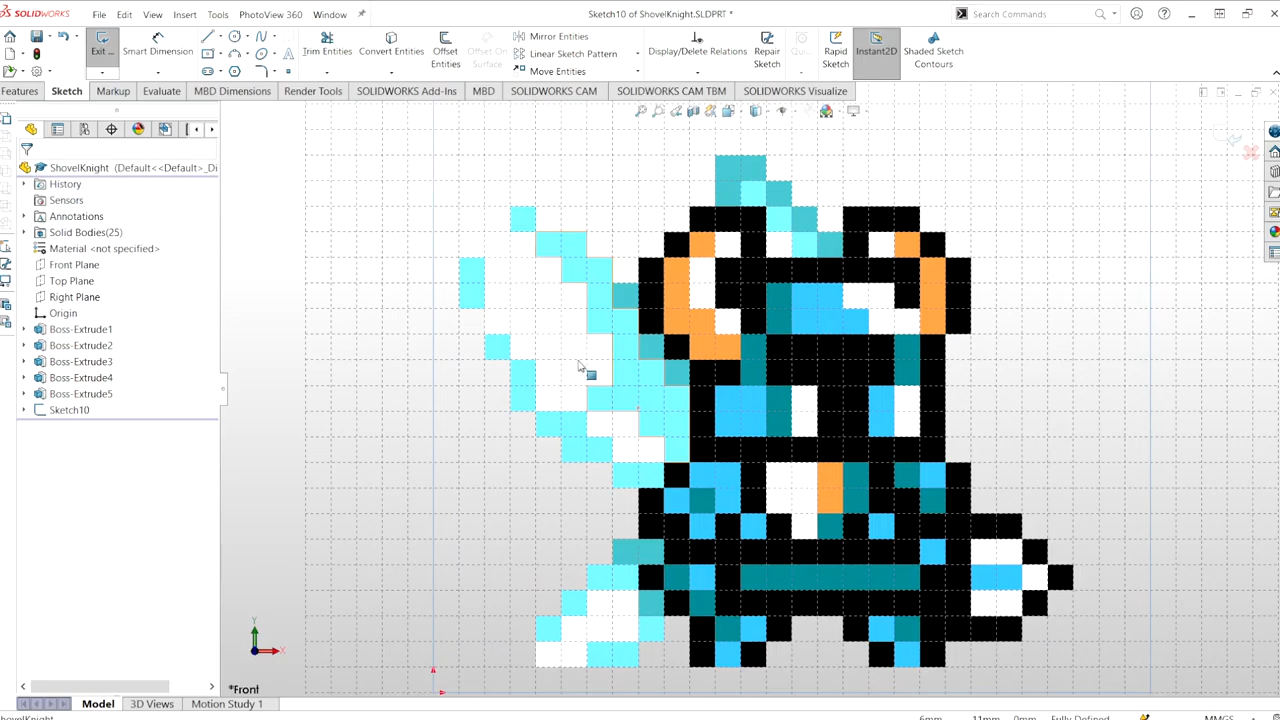 SOLIDWORKS
File Edit View Insert Tools PhotoView 360 Window
Sketch10 of ShovelKnight.SLDPRT *
Search Commands
Exit ...
Smart Dimension
Trim Entities
Convert Entities
Offset Entities
Offset On Surface
Mirror Entities
Linear Sketch Pattern
Move Entities
Display/Delete Relations
Repair Sketch
Quic...
Rapid Sketch
Instant2D
Shaded Sketch Contours
Features Sketch Markup Evaluate MBD Dimensions Render Tools SOLIDWORKS Add-Ins MBD SOLIDWORKS CAM SOLIDWORKS CAM TBM SOLIDWORKS Visualize
ShovelKnight (Default<<Default>_Di
History
Sensors
Annotations
Solid Bodies(25)
Material <not specified>
Front Plane
Top Plane
Right Plane
Origin
Boss-Extrude1
Boss-Extrude2
Boss-Extrude3
Boss-Extrude4
Boss-Extrude5
Sketch10
Y
X
*Front
Model 3D Views Motion Study 1
ShovelKnight
6mm 11mm 0mm Fully Defined MMGS